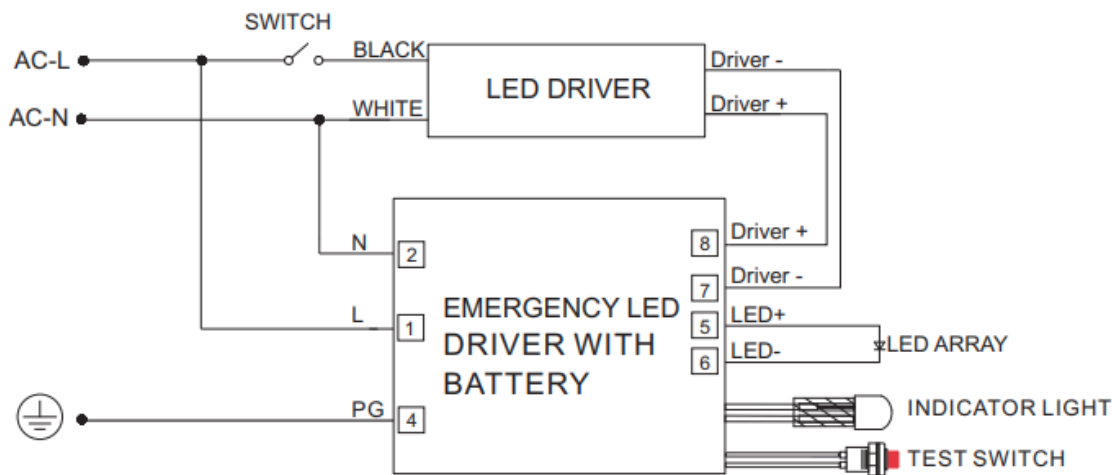 SWITCH
AC-L
BLACK
LED DRIVER
Driver -
AC-N
WHITE
Driver +
N
2
8
Driver +
7
Driver -
L
1
EMERGENCY LED
DRIVER WITH
BATTERY
5
LED+
6
LED-
LED ARRAY
PG
4
INDICATOR LIGHT
TEST SWITCH